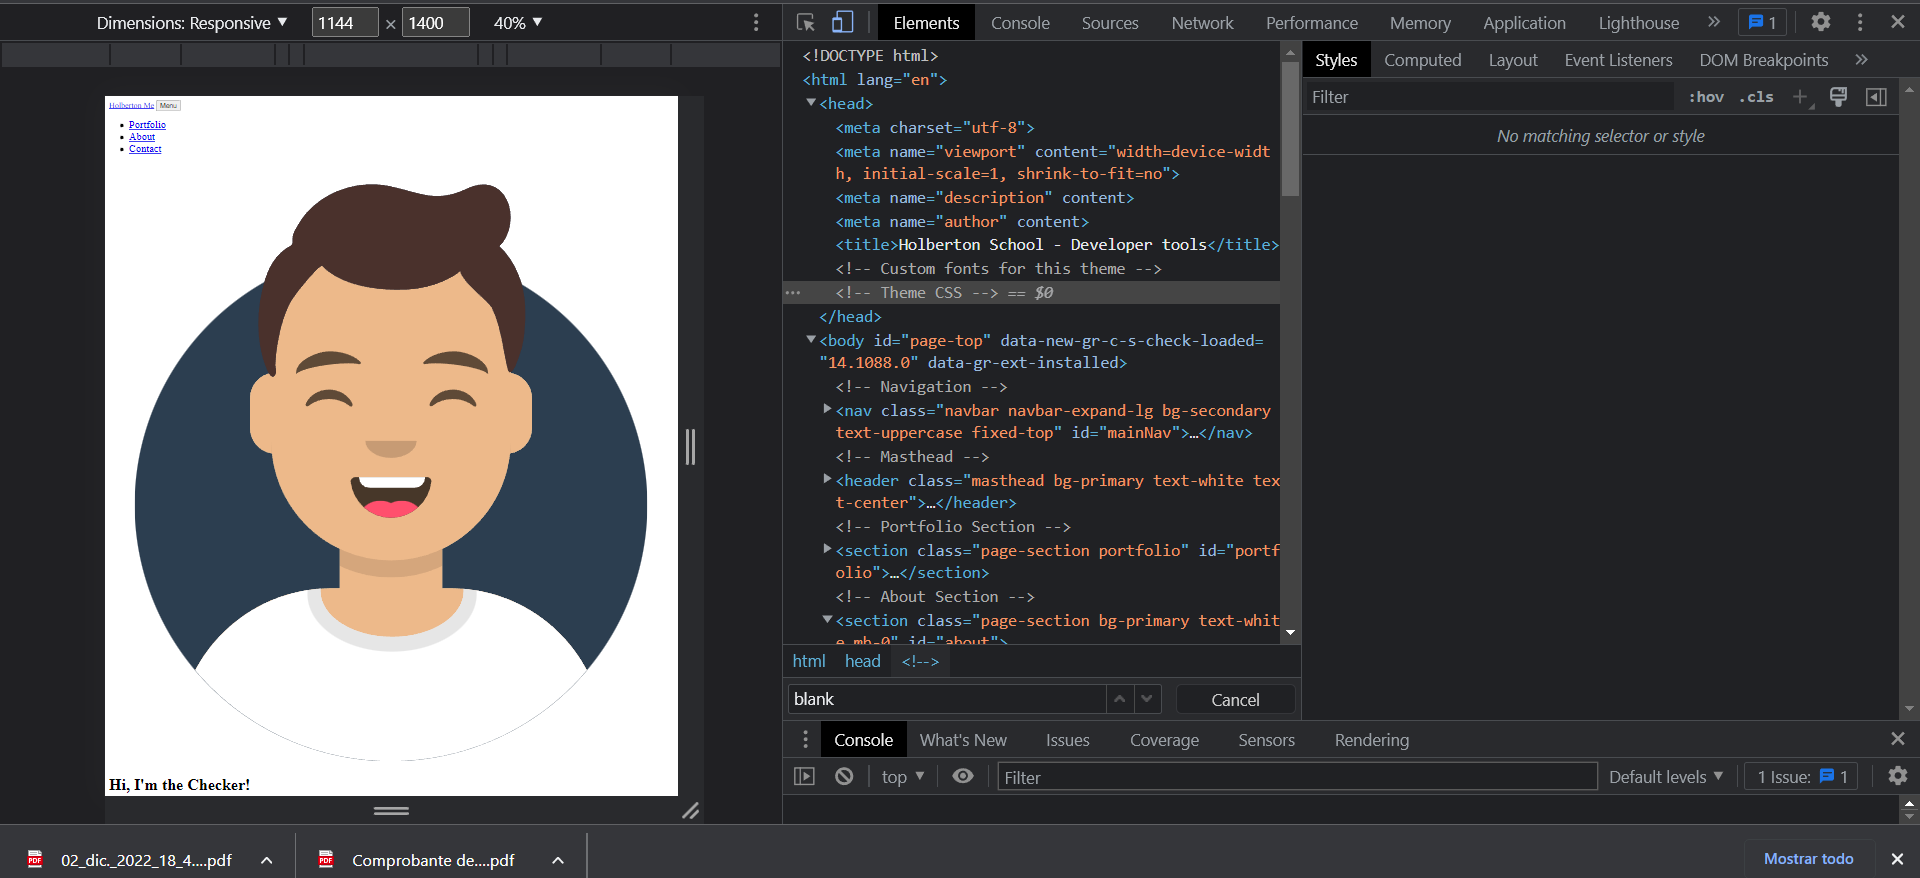 Dimensions: Responsive ▼ 1144 × 1400 40% ▼
Holberton Me Menu
Portfolio
About
Contact
Hi, I'm the Checker!
Elements Console Sources Network Performance Memory Application Lighthouse » 1
<!DOCTYPE html>
<html lang="en">
<head>
<meta charset="utf-8">
<meta name="viewport" content="width=device-widt
h, initial-scale=1, shrink-to-fit=no">
<meta name="description" content>
<meta name="author" content>
<title>Holberton School - Developer tools</title>
<!-- Custom fonts for this theme -->
<!-- Theme CSS --> == $0
</head>
<body id="page-top" data-new-gr-c-s-check-loaded=
"14.1088.0" data-gr-ext-installed>
<!-- Navigation -->
<nav class="navbar navbar-expand-lg bg-secondary
text-uppercase fixed-top" id="mainNav">…</nav>
<!-- Masthead -->
<header class="masthead bg-primary text-white tex
t-center">…</header>
<!-- Portfolio Section -->
<section class="page-section portfolio" id="portf
olio">…</section>
<!-- About Section -->
<section class="page-section bg-primary text-whit
e mb-0" id="about">
html head <!-->
blank Cancel
Styles Computed Layout Event Listeners DOM Breakpoints »
Filter :hov .cls
No matching selector or style
Console What's New Issues Coverage Sensors Rendering
top ▼ Filter Default levels ▼ 1 Issue: 1
02_dic._2022_18_4....pdf Comprobante de....pdf Mostrar todo